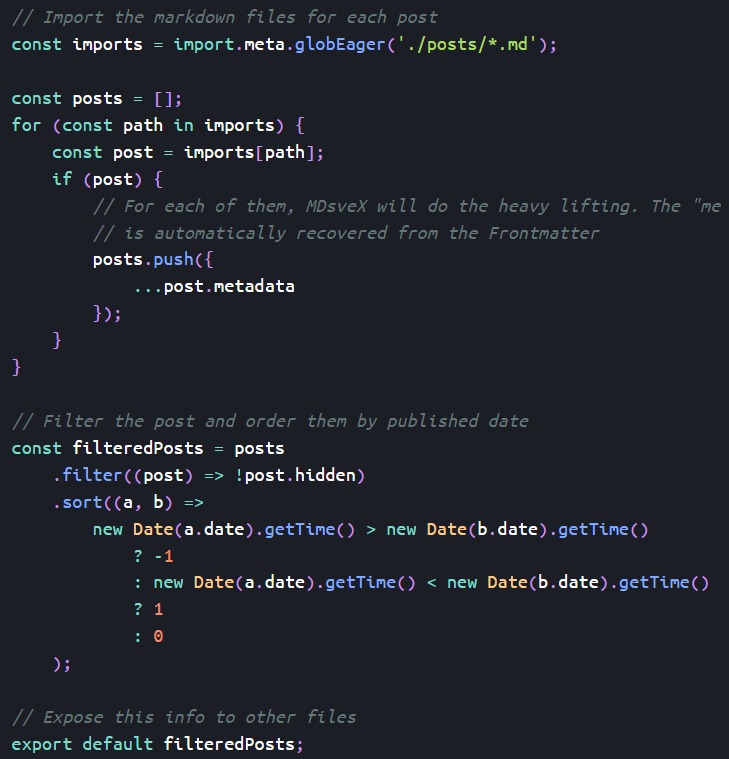 // Import the markdown files for each post
const imports = import.meta.globEager('./posts/*.md');
const posts = [];
for (const path in imports) {
const post = imports[path];
if (post) {
// For each of them, MDsveX will do the heavy lifting. The "me
// is automatically recovered from the Frontmatter
posts.push({
...post.metadata
});
}
}
// Filter the post and order them by published date
const filteredPosts = posts
.filter((post) => !post.hidden)
.sort((a, b) =>
new Date(a.date).getTime() > new Date(b.date).getTime()
? -1
: new Date(a.date).getTime() < new Date(b.date).getTime()
? 1
: 0
);
// Expose this info to other files
export default filteredPosts;